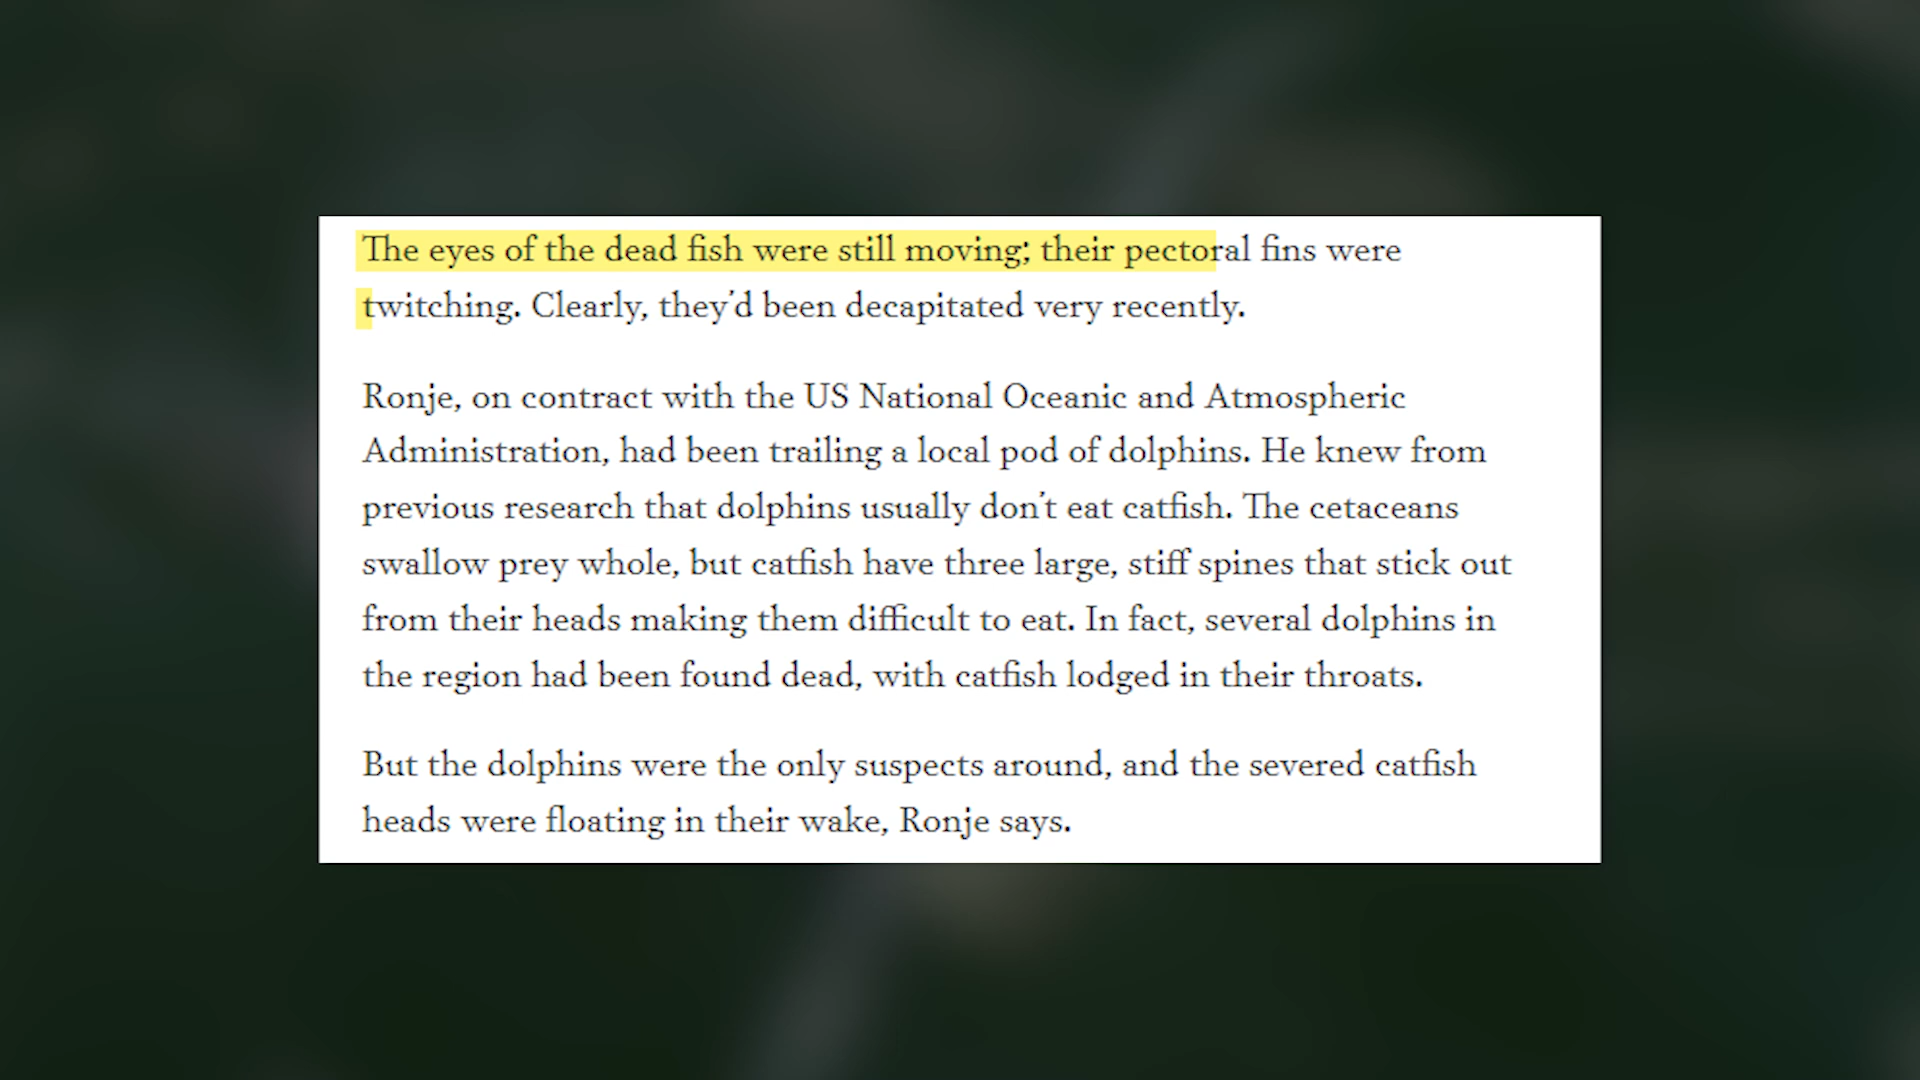 The eyes of the dead fish were still moving; their pectoral fins were
twitching. Clearly, they'd been decapitated very recently.
Ronje, on contract with the US National Oceanic and Atmospheric
Administration, had been trailing a local pod of dolphins. He knew from
previous research that dolphins usually don't eat catfish. The cetaceans
swallow prey whole, but catfish have three large, stiff spines that stick out
from their heads making them difficult to eat. In fact, several dolphins in
the region had been found dead, with catfish lodged in their throats.
But the dolphins were the only suspects around, and the severed catfish
heads were floating in their wake, Ronje says.